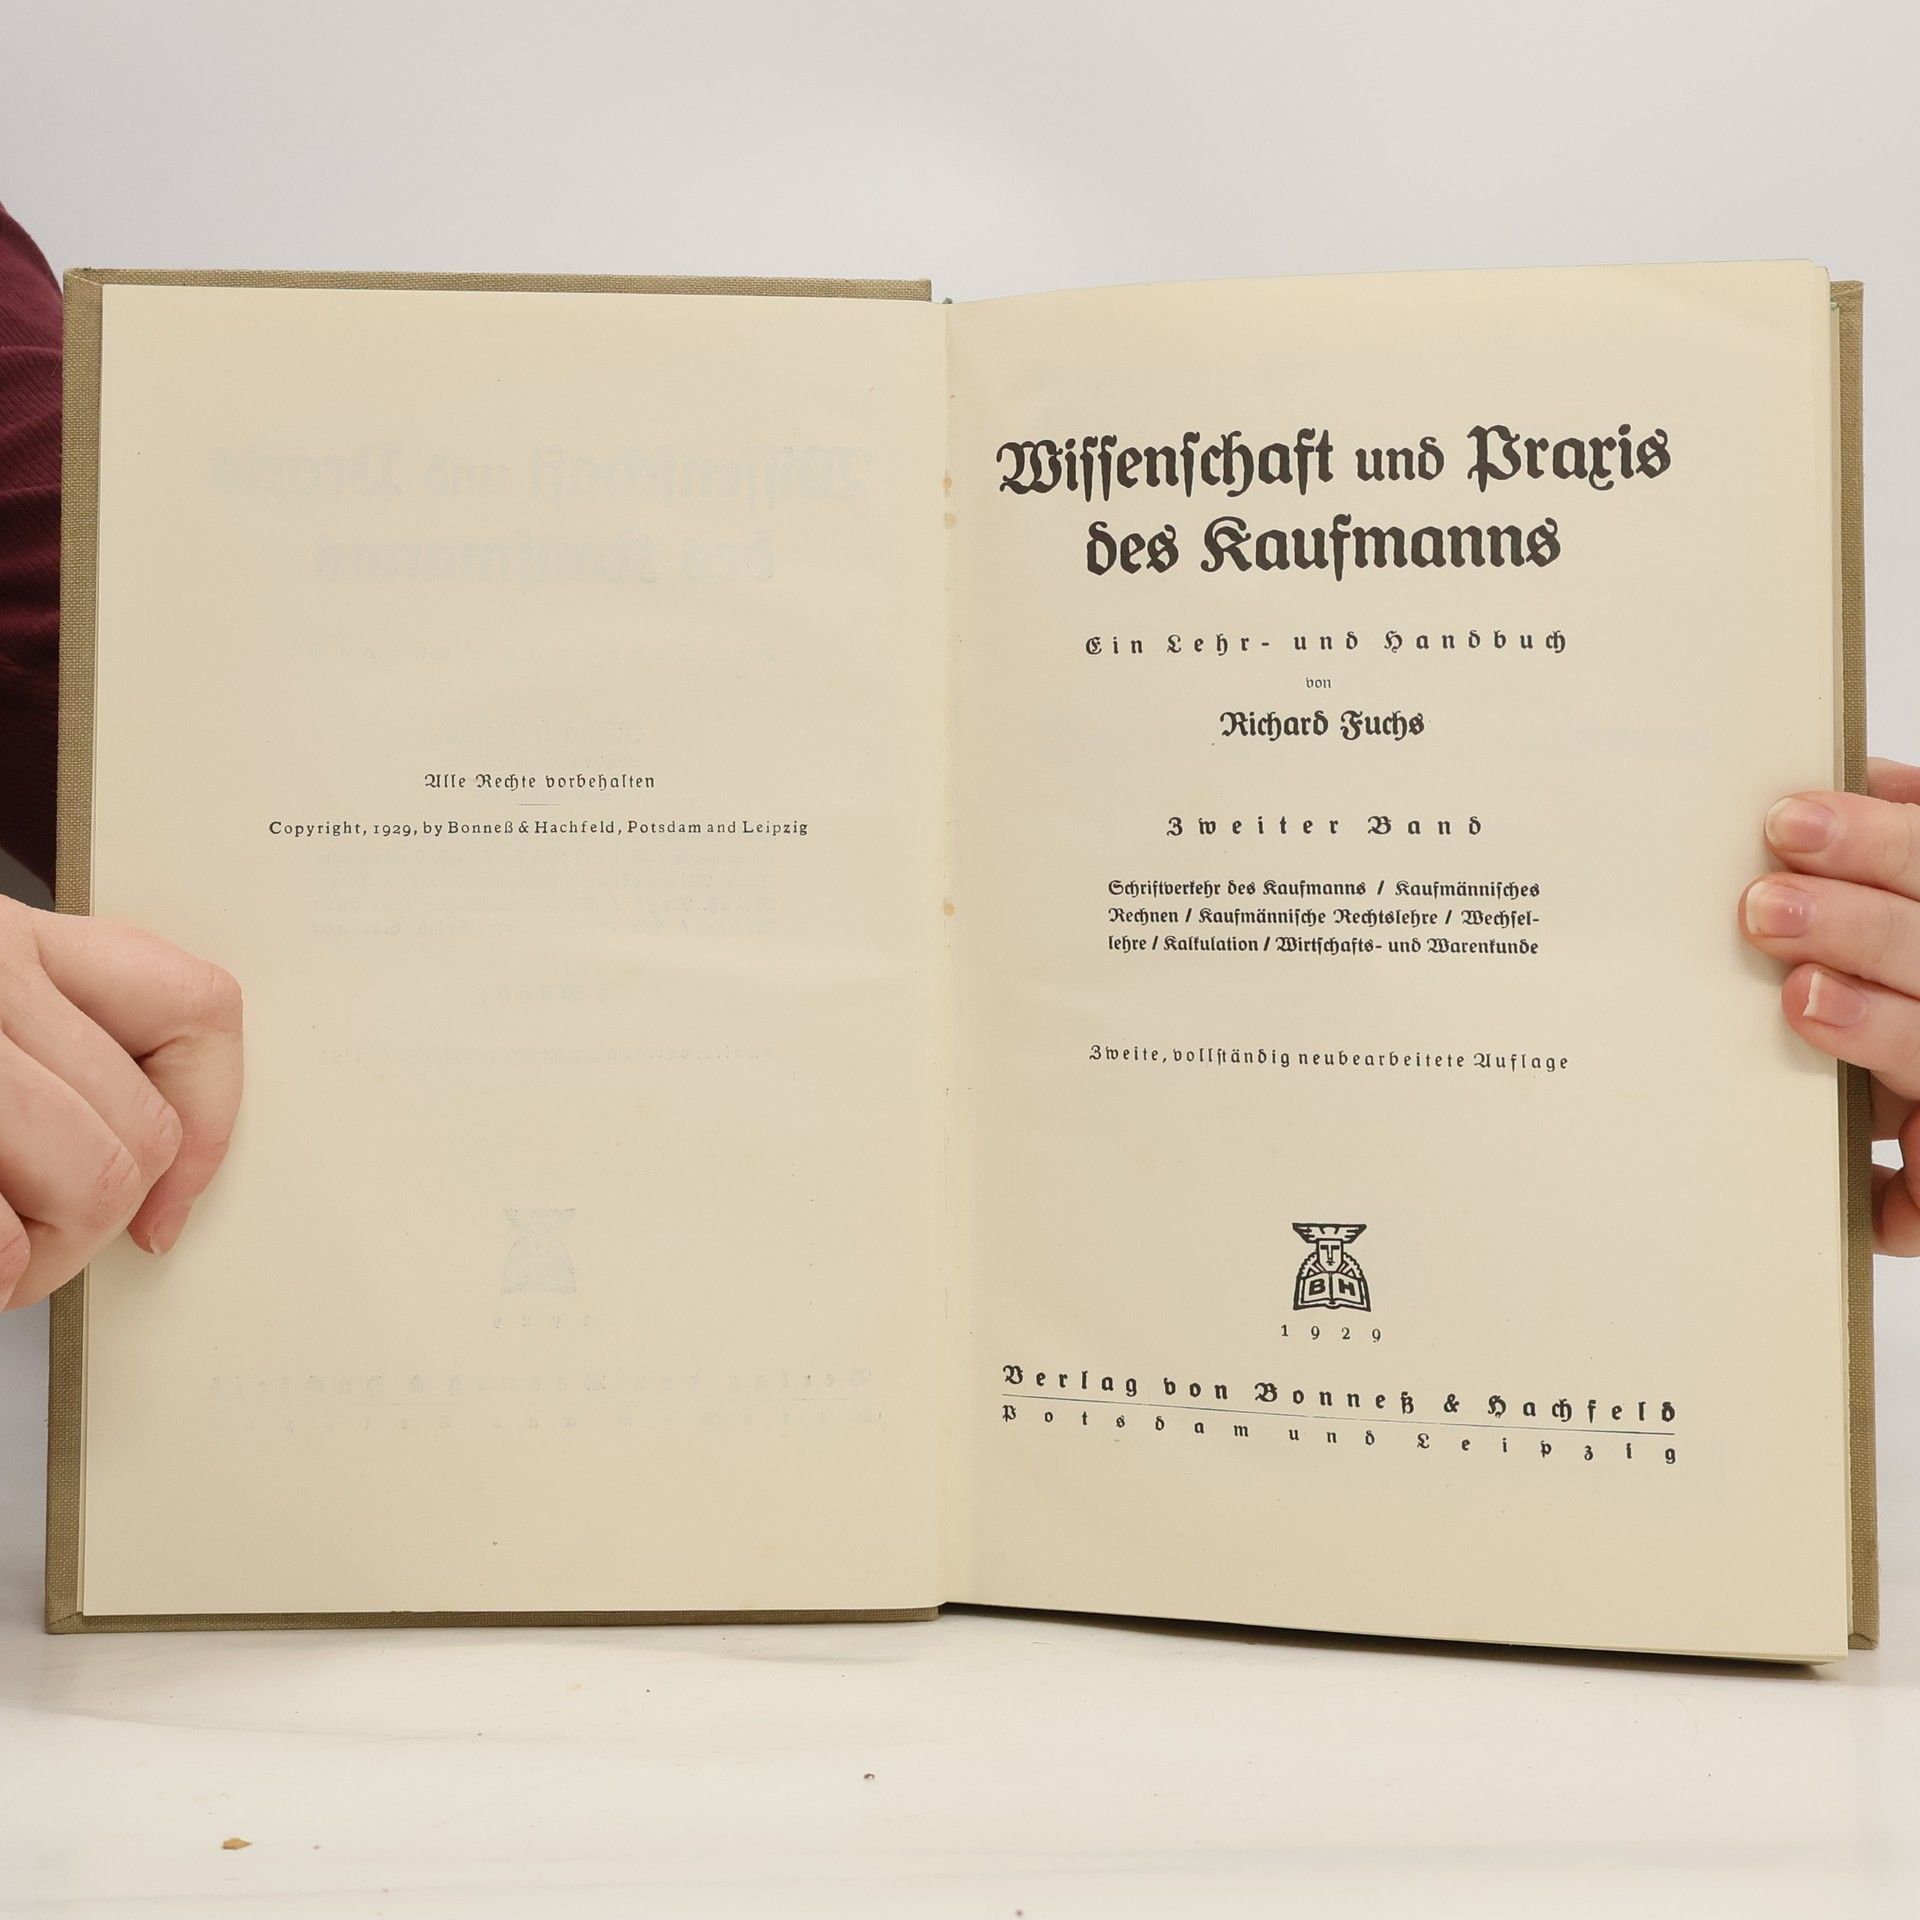 Alle Rechte vorbehalten
Copyright, 1929, by Bonneß & Hachfeld, Potsdam and Leipzig
Wissenschaft und Praxis
des Kaufmanns
Ein Lehr- und Handbuch
von
Richard Fuchs
Zweiter Band
Schriftverkehr des Kaufmanns / Kaufmännisches
Rechnen / Kaufmännische Rechtslehre / Wechsel-
lehre / Kalkulation / Wirtschafts- und Warenkunde
Zweite, vollständig neubearbeitete Auflage
B H
1929
Verlag von Bonneß & Hachfeld
Potsdam und Leipzig